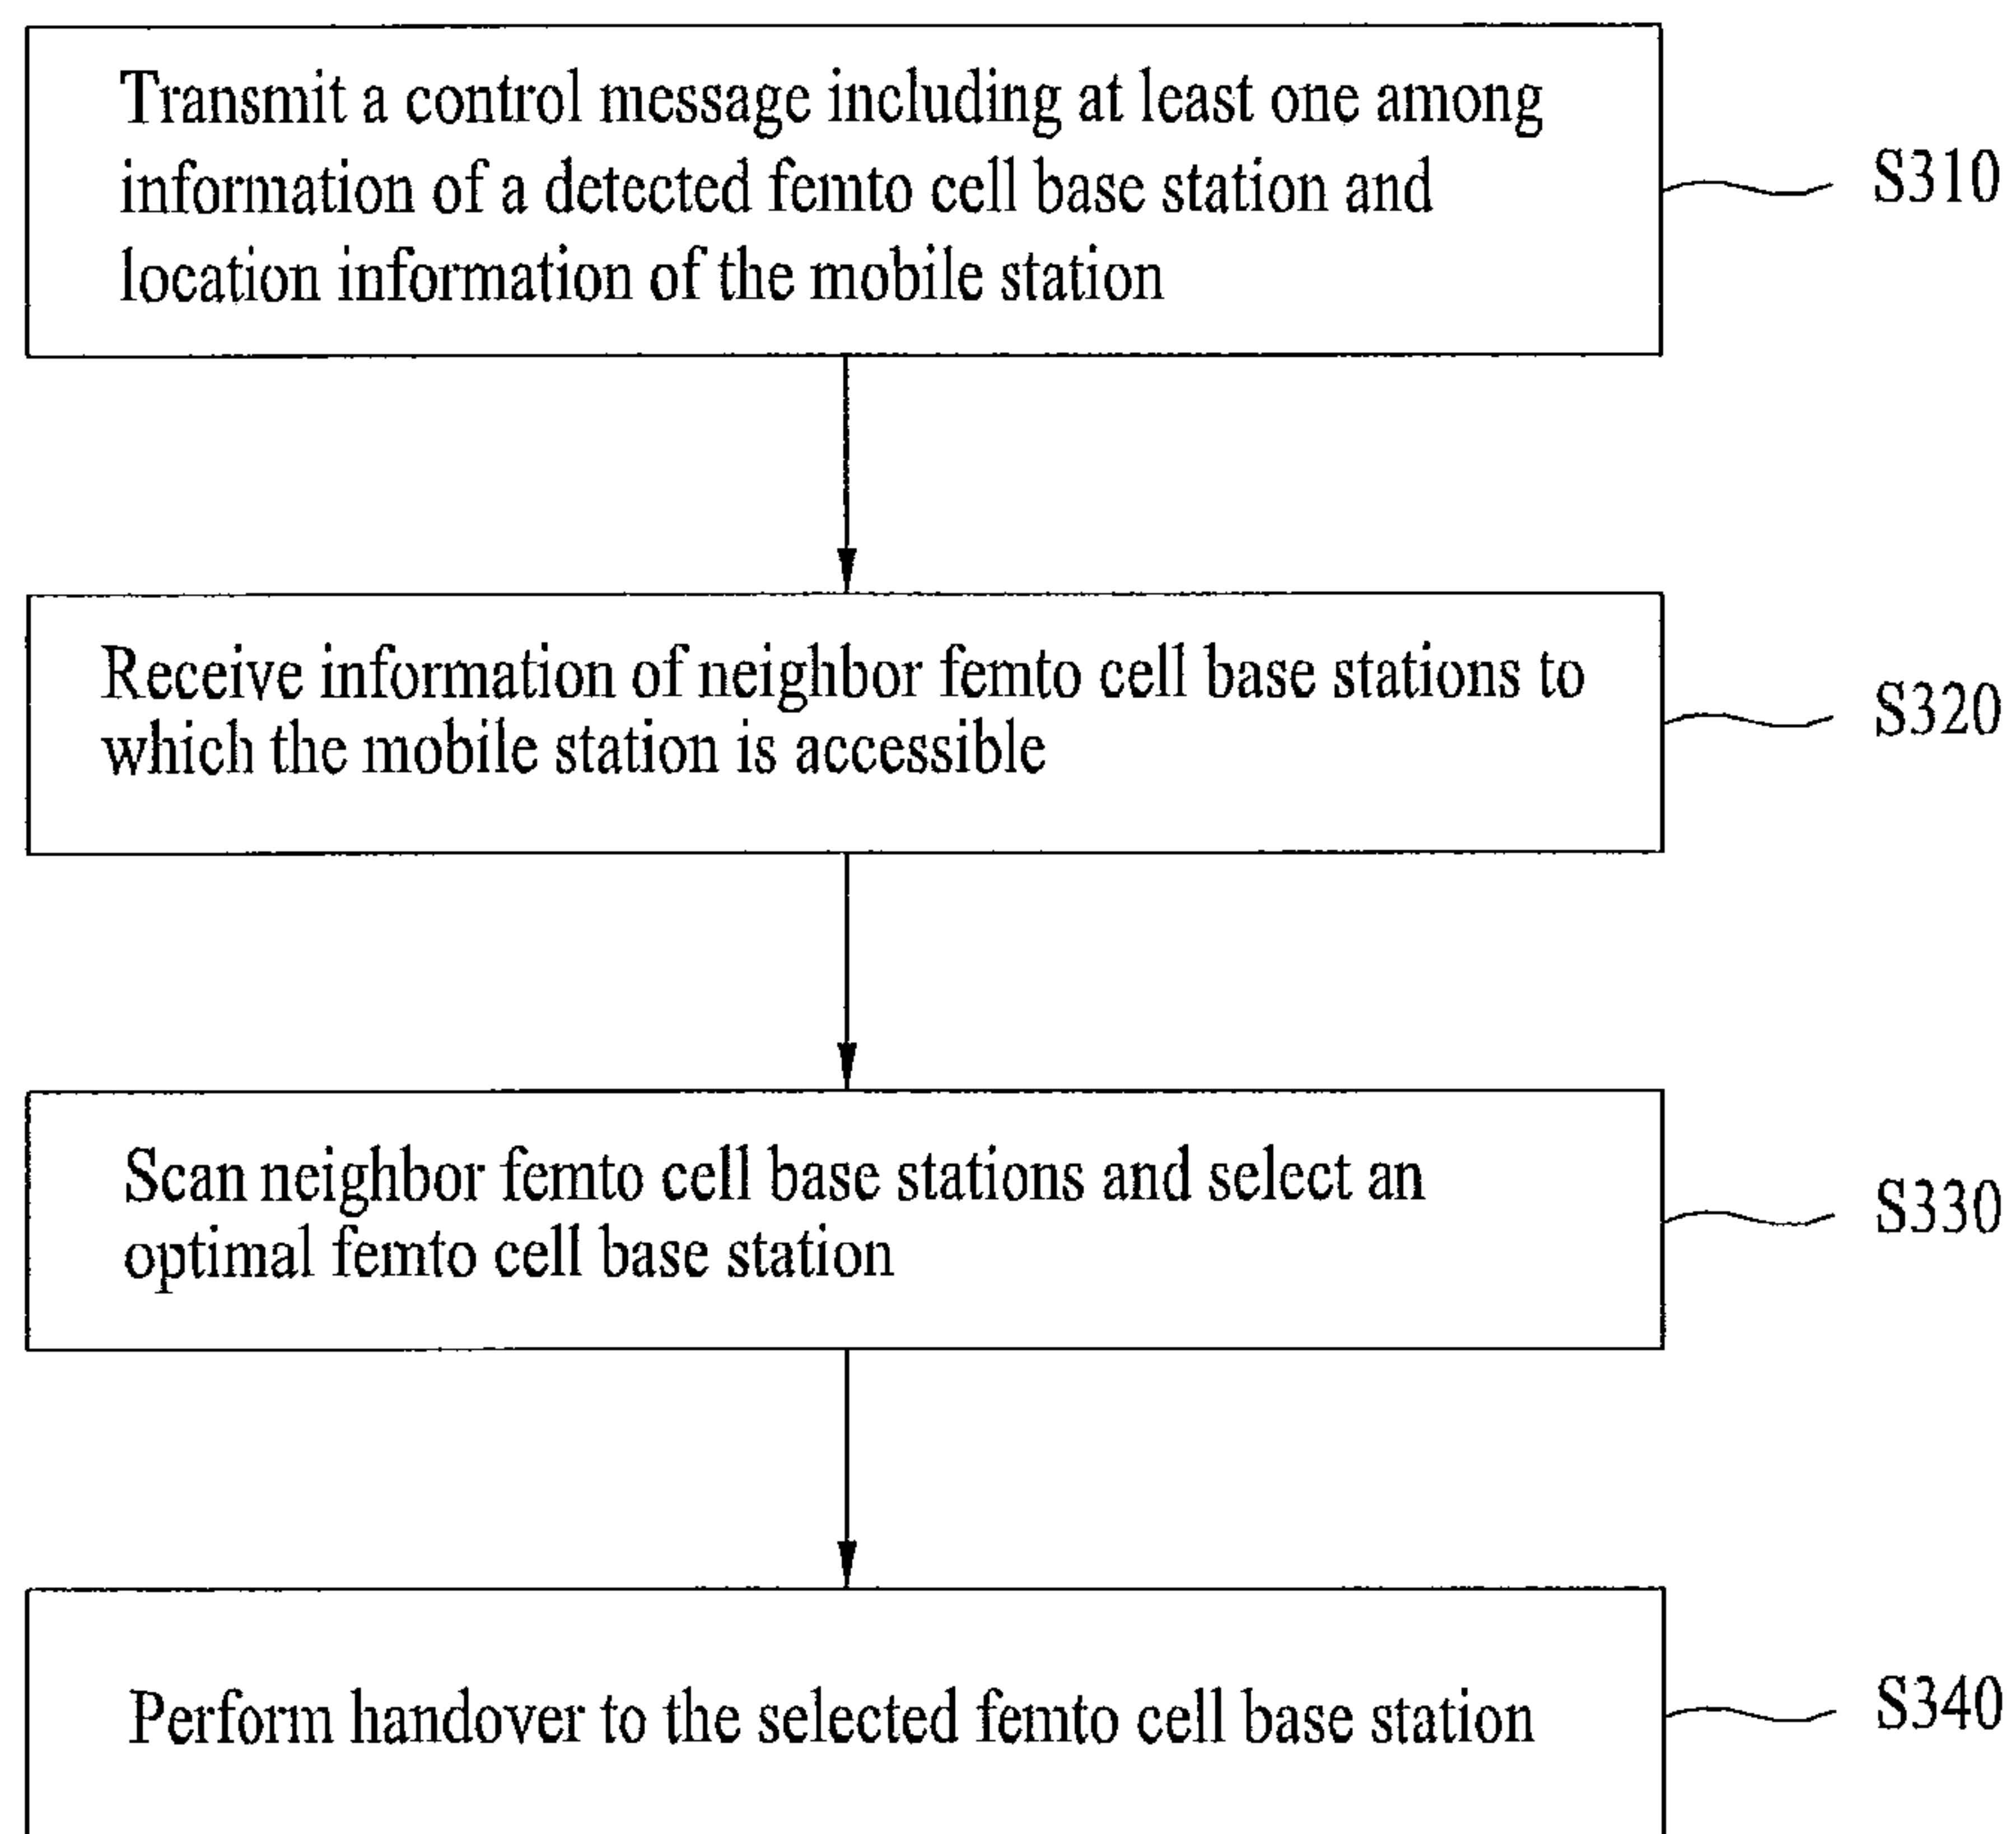 Transmit a control message including at least one among
information of a detected femto cell base station and
location information of the mobile station
S310
Receive information of neighbor femto cell base stations to
which the mobile station is accessible
S320
Scan neighbor femto cell base stations and select an
optimal femto cell base station
S330
Perform handover to the selected femto cell base station
S340